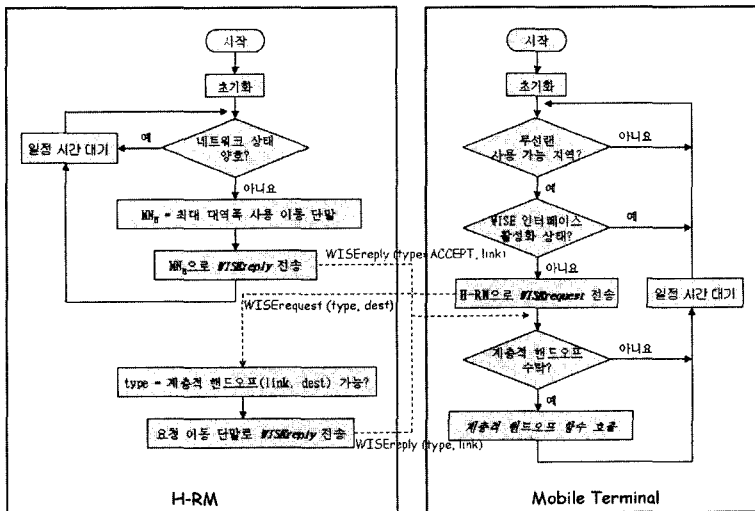 시작
초기화
네트워크 상태
양호?
예
일정 시간 대기
아니요
= 최대 대역폭 사용 이동 단말
으로 WISEreply 전송
WISEreply (type=ACCEPT, link)
WISErequest (type, dest)
type = 계층적 핸드오프(link, dest) 가능?
요청 이동 단말로 WISEreply 전송
WISEreply (type, link)
H-RM
시작
초기화
무선랜
사용 가능 지역?
아니요
예
WISE 인터페이스
활성화 상태?
예
아니요
H-RM으로 WISErequest 전송
일정 시간 대기
계층적 핸드오프
수락?
아니요
예
계층적 핸드오프 함수 호출
Mobile Terminal